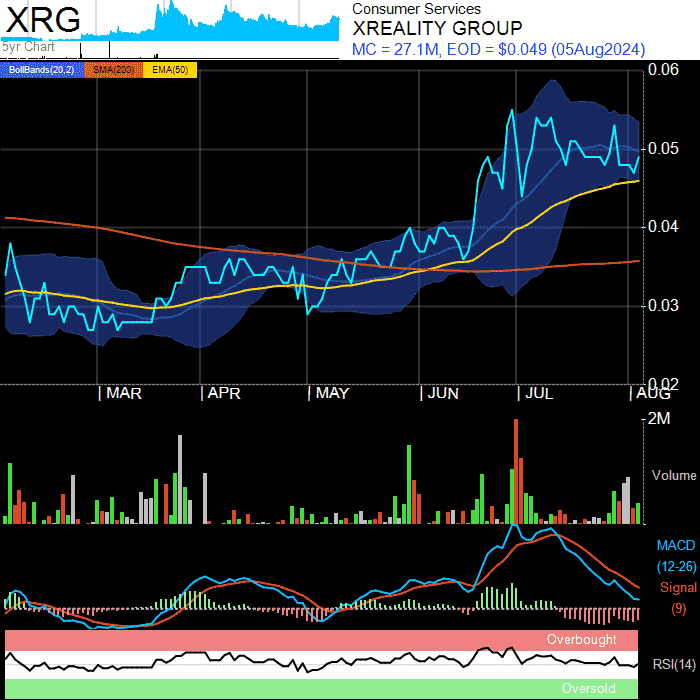 XRG
5yr Chart
Consumer Services
XREALITY GROUP
MC = 27.1M, EOD = $0.049 (05Aug2024)
BollBands(20,2) SMA(200) EMA(50)
0.06
0.05
0.04
0.03
0.02
| MAR | APR | MAY | JUN | JUL | AUG
2M
Volume
MACD
(12-26)
Signal
(9)
Overbought
RSI(14)
Oversold